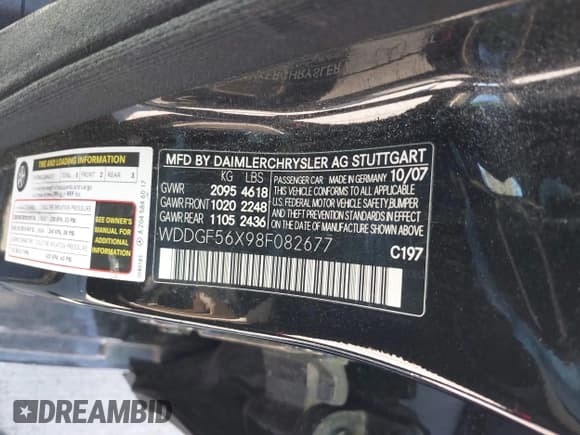 MFD BY DAIMLERCHRYSLER AG STUTTGART
KG LBS
PASSENGER CAR - MADE IN GERMANY 10/07
GVWR 2095 4618
GAWR FRONT 1020 2248
GAWR REAR 1105 2436
THIS VEHICLE CONFORMS TO ALL APPLICABLE
U.S. FEDERAL MOTOR VEHICLE SAFETY, BUMPER
AND THEFT PREVENTION STANDARDS IN EFFECT
ON THE DATE OF MANUFACTURE SHOWN ABOVE
WDDGF56X98F082677
C197
TIRE AND LOADING INFORMATION
FRONT 2 REAR 3
SEE OWNER'S
MANUAL FOR
ADDITIONAL
INFORMATION
DREAMBID